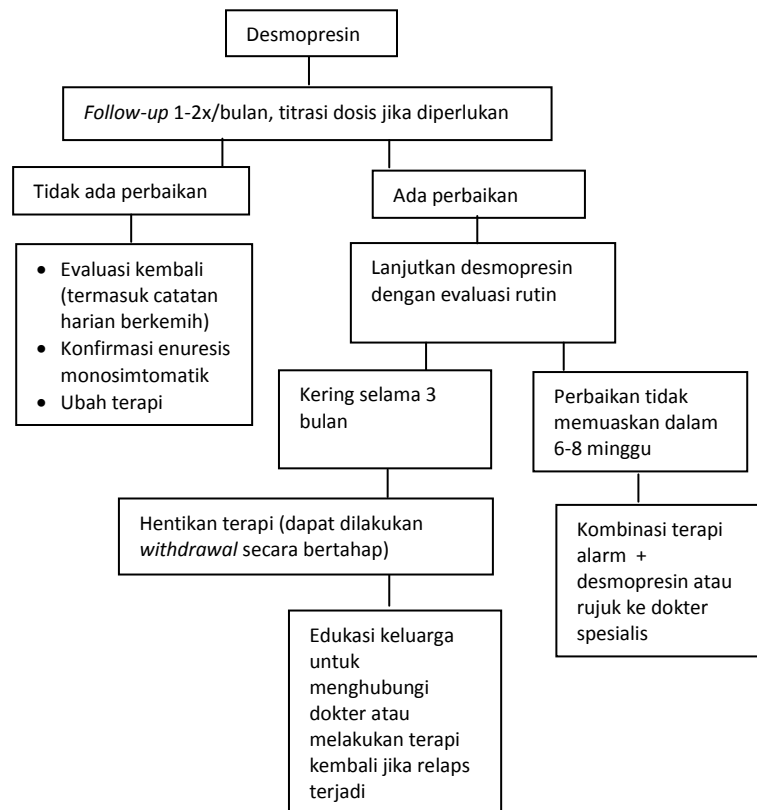 Desmopresin
Follow-up 1-2x/bulan, titrasi dosis jika diperlukan
Tidak ada perbaikan
Ada perbaikan
• Evaluasi kembali
(termasuk catatan
harian berkemih)
• Konfirmasi enuresis
monosimtomatik
• Ubah terapi
Lanjutkan desmopresin
dengan evaluasi rutin
Kering selama 3
bulan
Perbaikan tidak
memuaskan dalam
6-8 minggu
Hentikan terapi (dapat dilakukan
withdrawal secara bertahap)
Kombinasi terapi
alarm +
desmopresin atau
rujuk ke dokter
spesialis
Edukasi keluarga
untuk
menghubungi
dokter atau
melakukan terapi
kembali jika relaps
terjadi